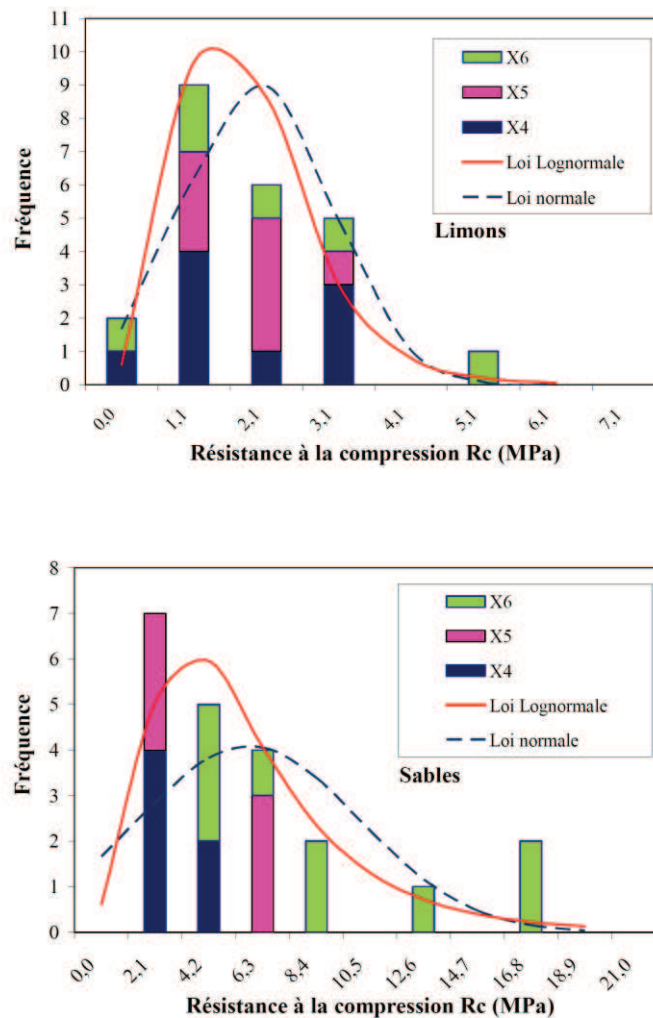 11
10
9
8
7
6
5
4
3
2
1
0
Fréquence
X6
X5
X4
Loi Lognormale
Loi normale
Limons
0,0
1,1
2,1
3,1
4,1
5,1
6,1
7,1
Résistance à la compression Rc (MPa)
8
7
6
5
4
3
2
1
0
Fréquence
X6
X5
X4
Loi Lognormale
Loi normale
Sables
0,0
2,1
4,2
6,3
8,4
10,5
12,6
14,7
16,8
18,9
21,0
Résistance à la compression Rc (MPa)